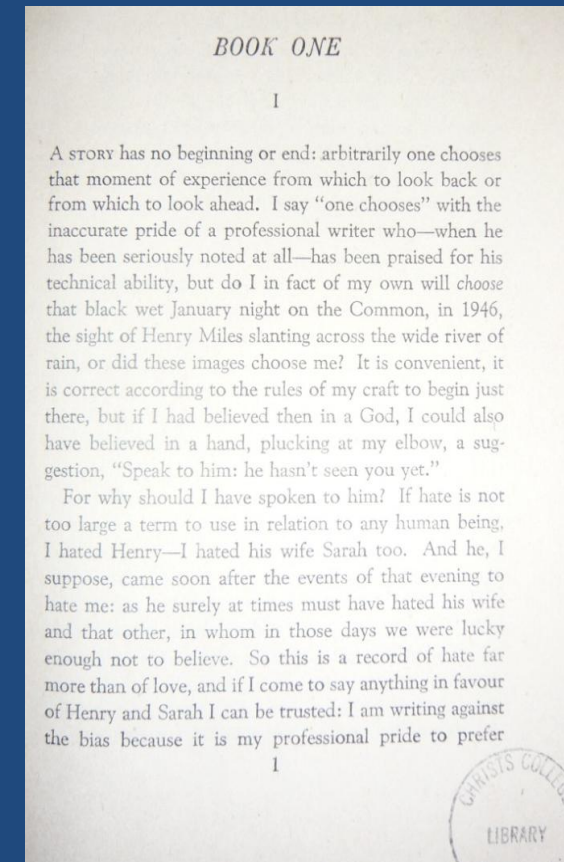 BOOK ONE
I
A STORY has no beginning or end: arbitrarily one chooses
that moment of experience from which to look back or
from which to look ahead. I say “one chooses” with the
inaccurate pride of a professional writer who—when he
has been seriously noted at all—has been praised for his
technical ability, but do I in fact of my own will choose
that black wet January night on the Common, in 1946,
the sight of Henry Miles slanting across the wide river of
rain, or did these images choose me? It is convenient, it
is correct according to the rules of my craft to begin just
there, but if I had believed then in a God, I could also
have believed in a hand, plucking at my elbow, a sug-
gestion, “Speak to him: he hasn't seen you yet.”
For why should I have spoken to him? If hate is not
too large a term to use in relation to any human being,
I hated Henry—I hated his wife Sarah too. And he, I
suppose, came soon after the events of that evening to
hate me: as he surely at times must have hated his wife
and that other, in whom in those days we were lucky
enough not to believe. So this is a record of hate far
more than of love, and if I come to say anything in favour
of Henry and Sarah I can be trusted: I am writing against
the bias because it is my professional pride to prefer
1
CHRISTS COLLEGE
LIBRARY